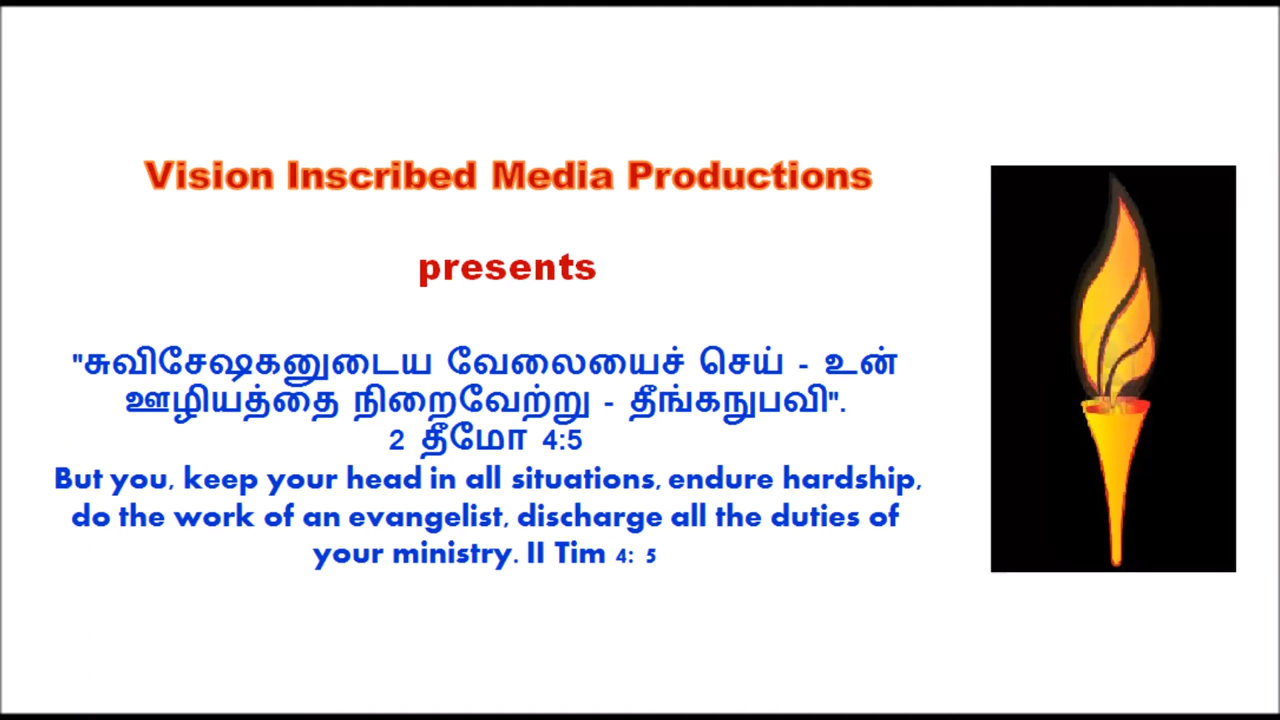 Vision Inscribed Media Productions
presents
"சுவிசேஷகனுடைய வேலையைச் செய் - உன்
ஊழியத்தை நிறைவேற்று - தீங்கநுபவி".
2 தீமோ 4:5
But you, keep your head in all situations, endure hardship,
do the work of an evangelist, discharge all the duties of
your ministry. II Tim 4: 5